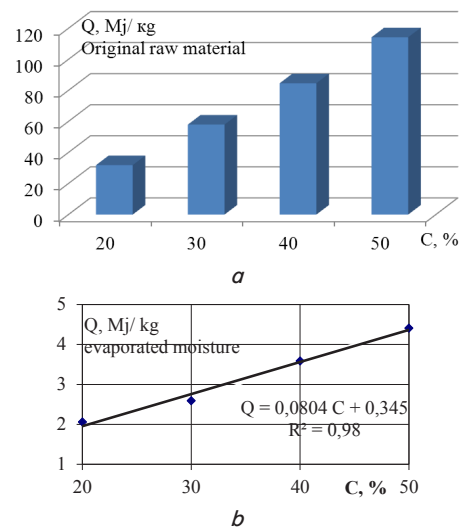 Q, Mj/ кg
Original raw material
120
100
80
60
40
20
0
20 30 40 50 C, %
a
5
4
3
2
1
Q, Mj/ kg
evaporated moisture
Q = 0,0804 C + 0,345
R² = 0,98
20 30 40 C, % 50
b